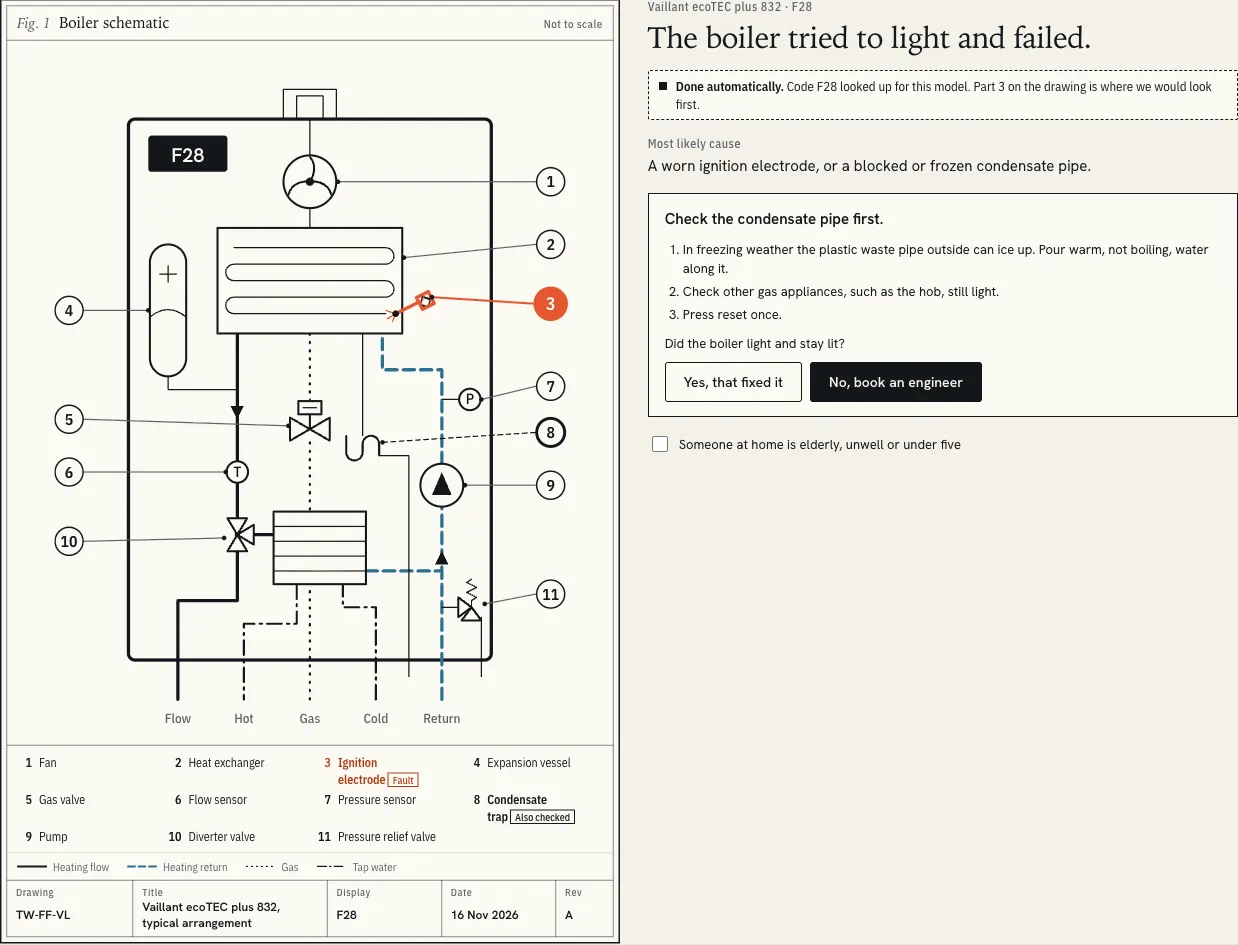 Fig. 1 Boiler schematic
Not to scale
F28
1
2
3
4
P
7
5
8
T
6
9
10
11
Flow Hot Gas Cold Return
1 Fan
2 Heat exchanger
3 Ignition
electrode Fault
4 Expansion vessel
5 Gas valve
6 Flow sensor
7 Pressure sensor
8 Condensate
trap Also checked
9 Pump
10 Diverter valve
11 Pressure relief valve
Heating flow
Heating return
Gas
Tap water
Drawing
TW-FF-VL
Title
Vaillant ecoTEC plus 832,
typical arrangement
Display
F28
Date
16 Nov 2026
Rev
A
Vaillant ecoTEC plus 832 · F28
The boiler tried to light and failed.
Done automatically. Code F28 looked up for this model. Part 3 on the drawing is where we would look
first.
Most likely cause
A worn ignition electrode, or a blocked or frozen condensate pipe.
Check the condensate pipe first.
1. In freezing weather the plastic waste pipe outside can ice up. Pour warm, not boiling, water
along it.
2. Check other gas appliances, such as the hob, still light.
3. Press reset once.
Did the boiler light and stay lit?
Yes, that fixed it
No, book an engineer
Someone at home is elderly, unwell or under five